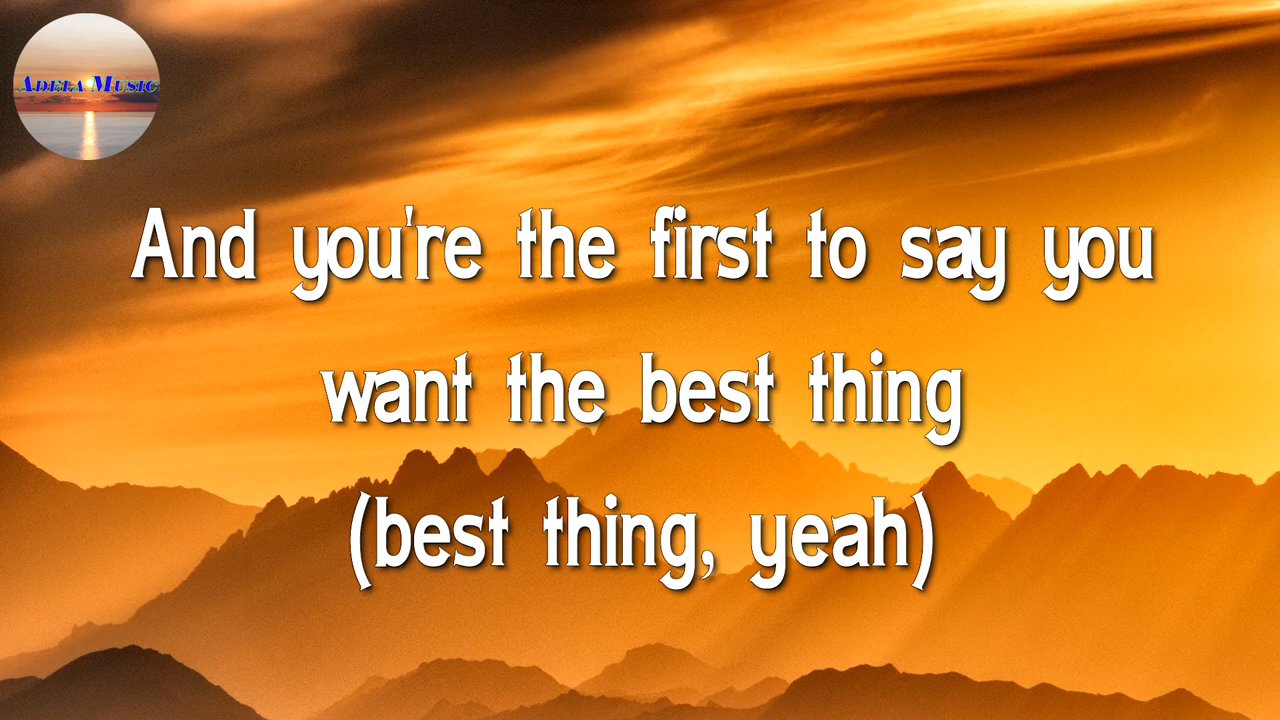 Adela Music
And you're the first to say you
want the best thing
(best thing, yeah)